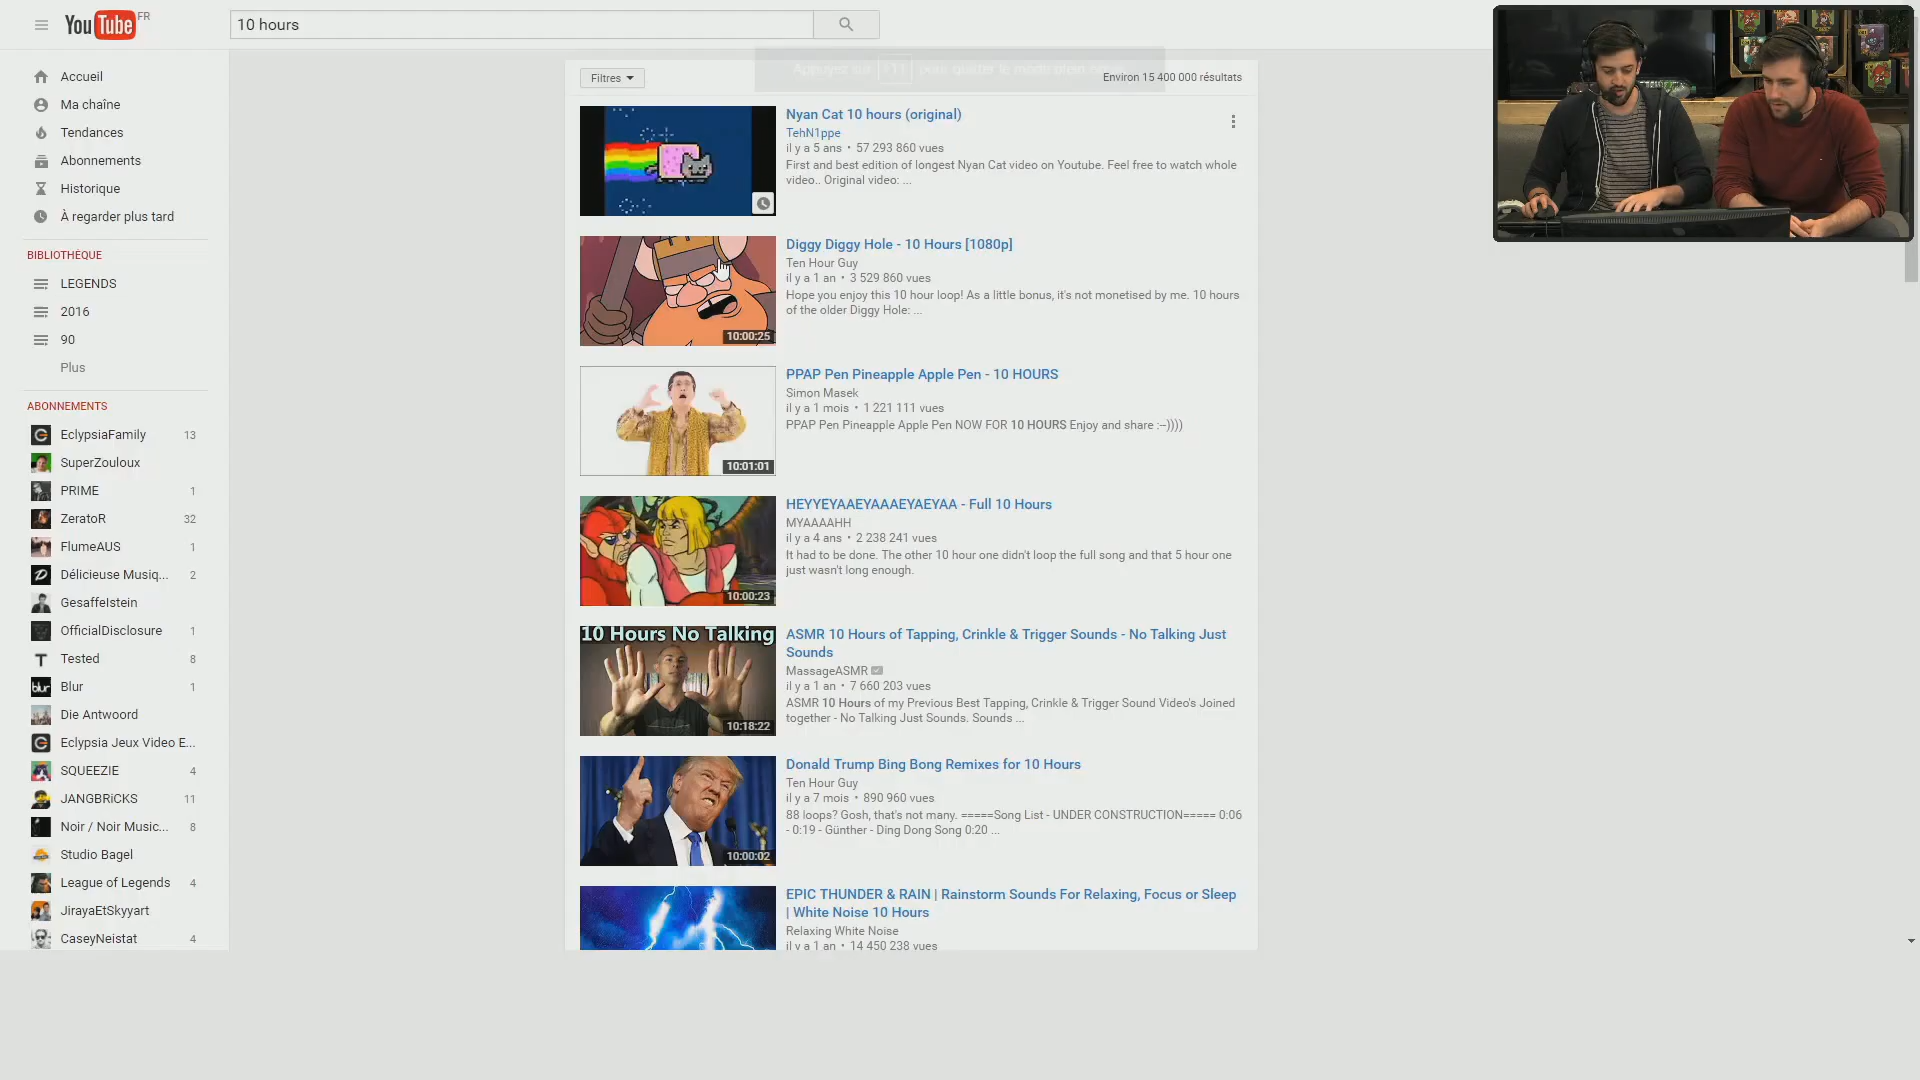 YouTube FR
10 hours
Accueil
Ma chaîne
Tendances
Abonnements
Historique
À regarder plus tard
BIBLIOTHÈQUE
LEGENDS
2016
90
Plus
ABONNEMENTS
EclypsiaFamily 13
SuperZouloux
PRIME 1
ZeratoR 32
FlumeAUS 1
Délicieuse Musiq... 2
Gesaffelstein
OfficialDisclosure 1
Tested 8
Blur 1
Die Antwoord
Eclypsia Jeux Video E...
SQUEEZIE 4
JANGBRiCKS 11
Noir / Noir Music... 8
Studio Bagel
League of Legends 4
JirayaEtSkyyart
CaseyNeistat 4
Filtres
Appuyez sur F11 pour quitter le mode plein écran
Environ 15 400 000 résultats
Nyan Cat 10 hours (original)
TehN1ppe
il y a 5 ans • 57 293 860 vues
First and best edition of longest Nyan Cat video on Youtube. Feel free to watch whole
video.. Original video: ...
10:00:25
Diggy Diggy Hole - 10 Hours [1080p]
Ten Hour Guy
il y a 1 an • 3 529 860 vues
Hope you enjoy this 10 hour loop! As a little bonus, it's not monetised by me. 10 hours
of the older Diggy Hole: ...
10:01:01
PPAP Pen Pineapple Apple Pen - 10 HOURS
Simon Masek
il y a 1 mois • 1 221 111 vues
PPAP Pen Pineapple Apple Pen NOW FOR 10 HOURS Enjoy and share :--))))
10:00:23
HEYYEYAAEYAAAEYAEYAA - Full 10 Hours
MYAAAAHH
il y a 4 ans • 2 238 241 vues
It had to be done. The other 10 hour one didn't loop the full song and that 5 hour one
just wasn't long enough.
10 Hours No Talking
10:18:22
ASMR 10 Hours of Tapping, Crinkle & Trigger Sounds - No Talking Just
Sounds
MassageASMR
il y a 1 an • 7 660 203 vues
ASMR 10 Hours of my Previous Best Tapping, Crinkle & Trigger Sound Video's Joined
together - No Talking Just Sounds. Sounds ...
10:00:02
Donald Trump Bing Bong Remixes for 10 Hours
Ten Hour Guy
il y a 7 mois • 890 960 vues
88 loops? Gosh, that's not many. =====Song List - UNDER CONSTRUCTION===== 0:06
- 0:19 - Günther - Ding Dong Song 0:20 ...
EPIC THUNDER & RAIN | Rainstorm Sounds For Relaxing, Focus or Sleep
| White Noise 10 Hours
Relaxing White Noise
il y a 1 an • 14 450 238 vues